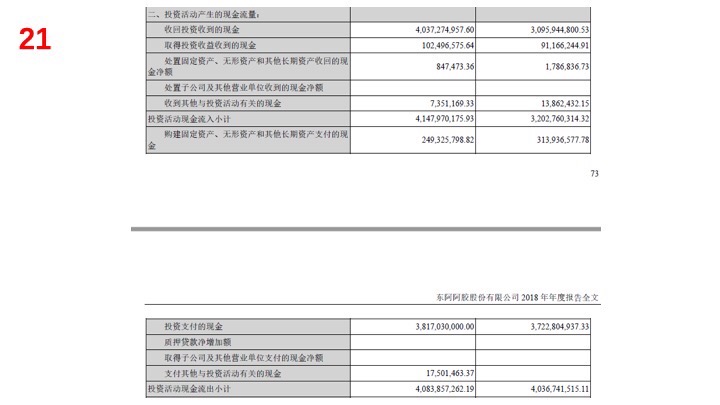 21
二、投资活动产生的现金流量：
收回投资收到的现金 4,037,274,957.60 3,095,944,800.53
取得投资收益收到的现金 102,496,575.64 91,166,244.91
处置固定资产、无形资产和其他长期资产收回的现
金净额 847,473.36 1,786,836.73
处置子公司及其他营业单位收到的现金净额
收到其他与投资活动有关的现金 7,351,169.33 13,862,432.15
投资活动现金流入小计 4,147,970,175.93 3,202,760,314.32
购建固定资产、无形资产和其他长期资产支付的现
金 249,325,798.82 313,936,577.78
73
东阿阿胶股份有限公司 2018 年年度报告全文
投资支付的现金 3,817,030,000.00 3,722,804,937.33
质押贷款净增加额
取得子公司及其他营业单位支付的现金净额
支付其他与投资活动有关的现金 17,501,463.37
投资活动现金流出小计 4,083,857,262.19 4,036,741,515.11